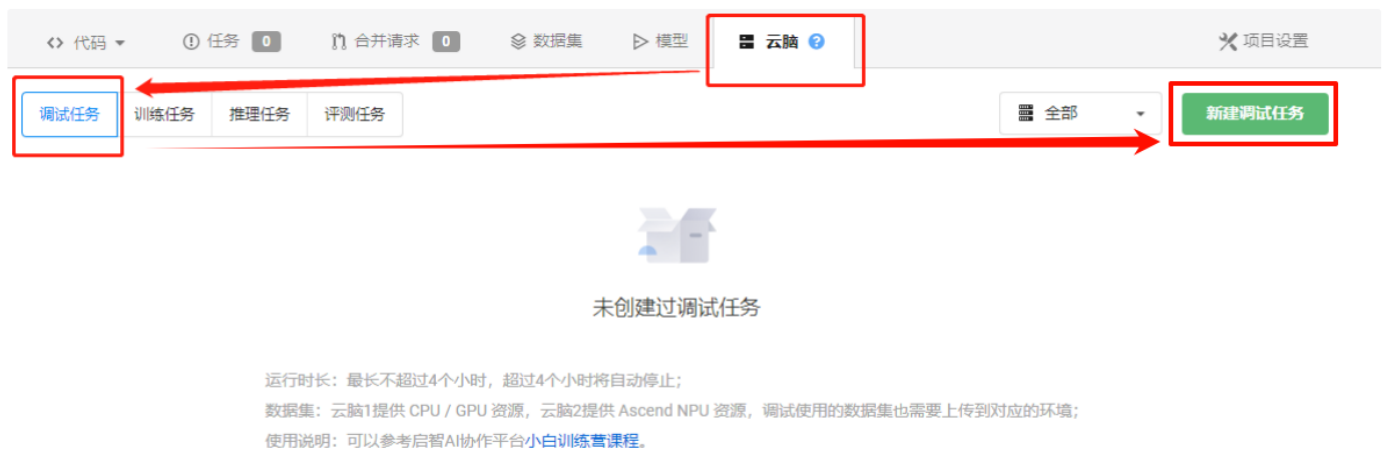 代码 任务 0 合并请求 0 数据集 模型 云脑 ? 项目设置
调试任务 训练任务 推理任务 评测任务 全部 新建调试任务
未创建过调试任务
运行时长：最长不超过4个小时，超过4个小时将自动停止；
数据集：云脑1提供 CPU / GPU 资源，云脑2提供 Ascend NPU 资源，调试使用的数据集也需要上传到对应的环境；
使用说明：可以参考启智AI协作平台小白训练营课程。